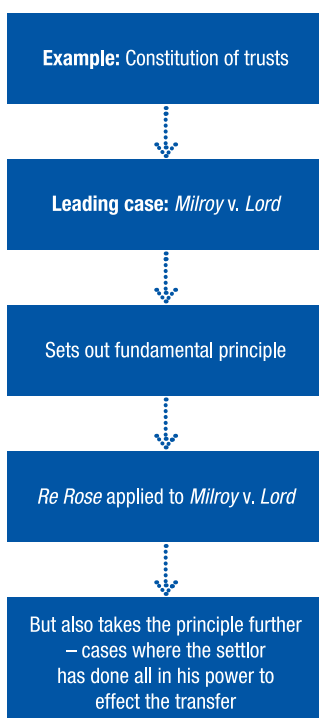 Example: Constitution of trusts
Leading case: Milroy v. Lord
Sets out fundamental principle
Re Rose applied to Milroy v. Lord
But also takes the principle further
– cases where the settlor
has done all in his power to
effect the transfer